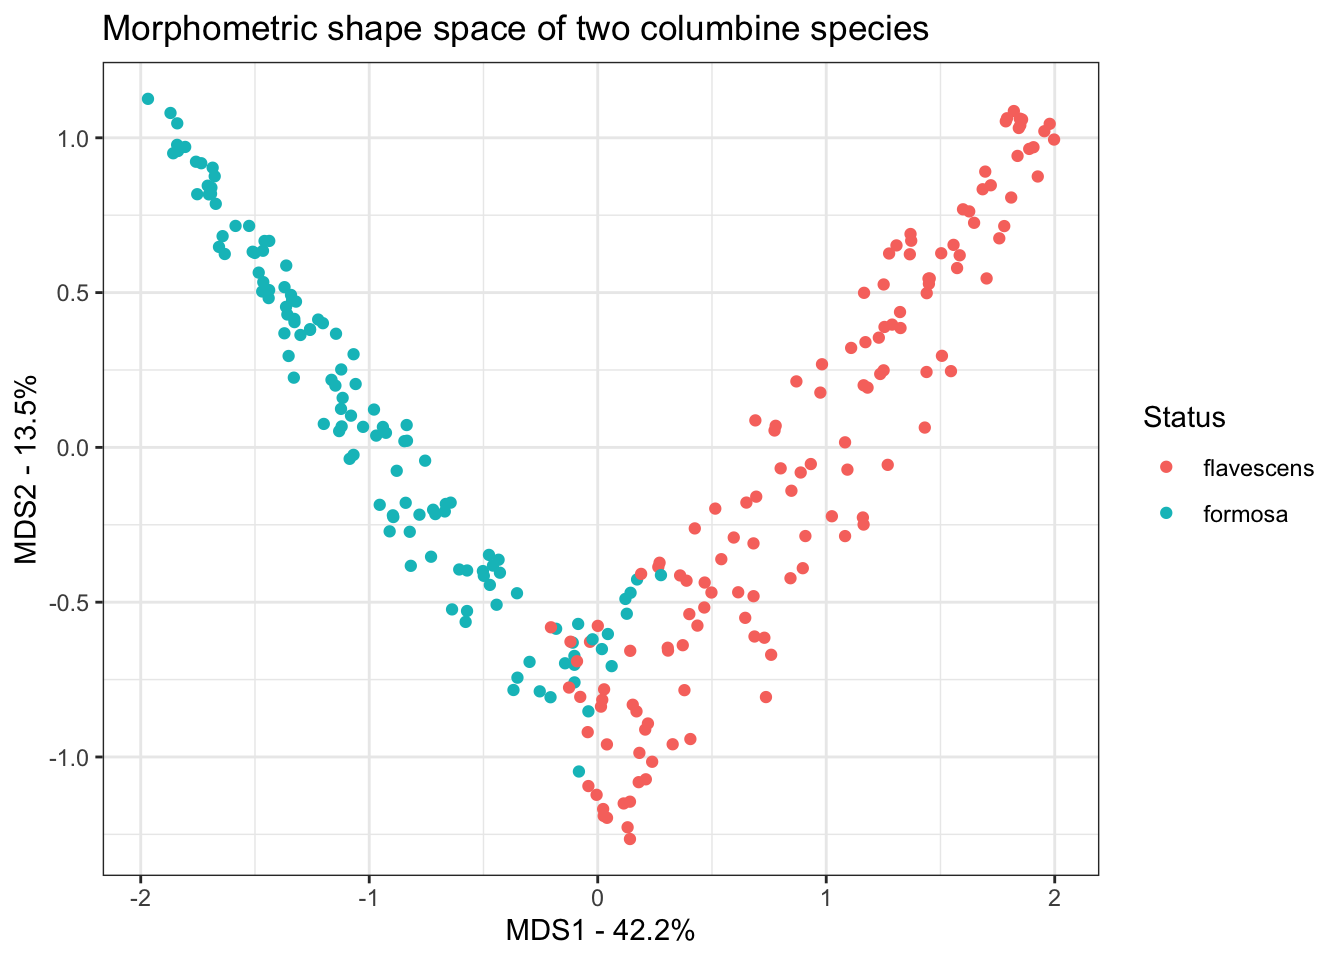 Morphometric shape space of two columbine species
1.0
0.5
0.0
-0.5
-1.0
MDS2 - 13.5%
-2 -1 0 1 2
MDS1 - 42.2%
Status
flavescens
formosa